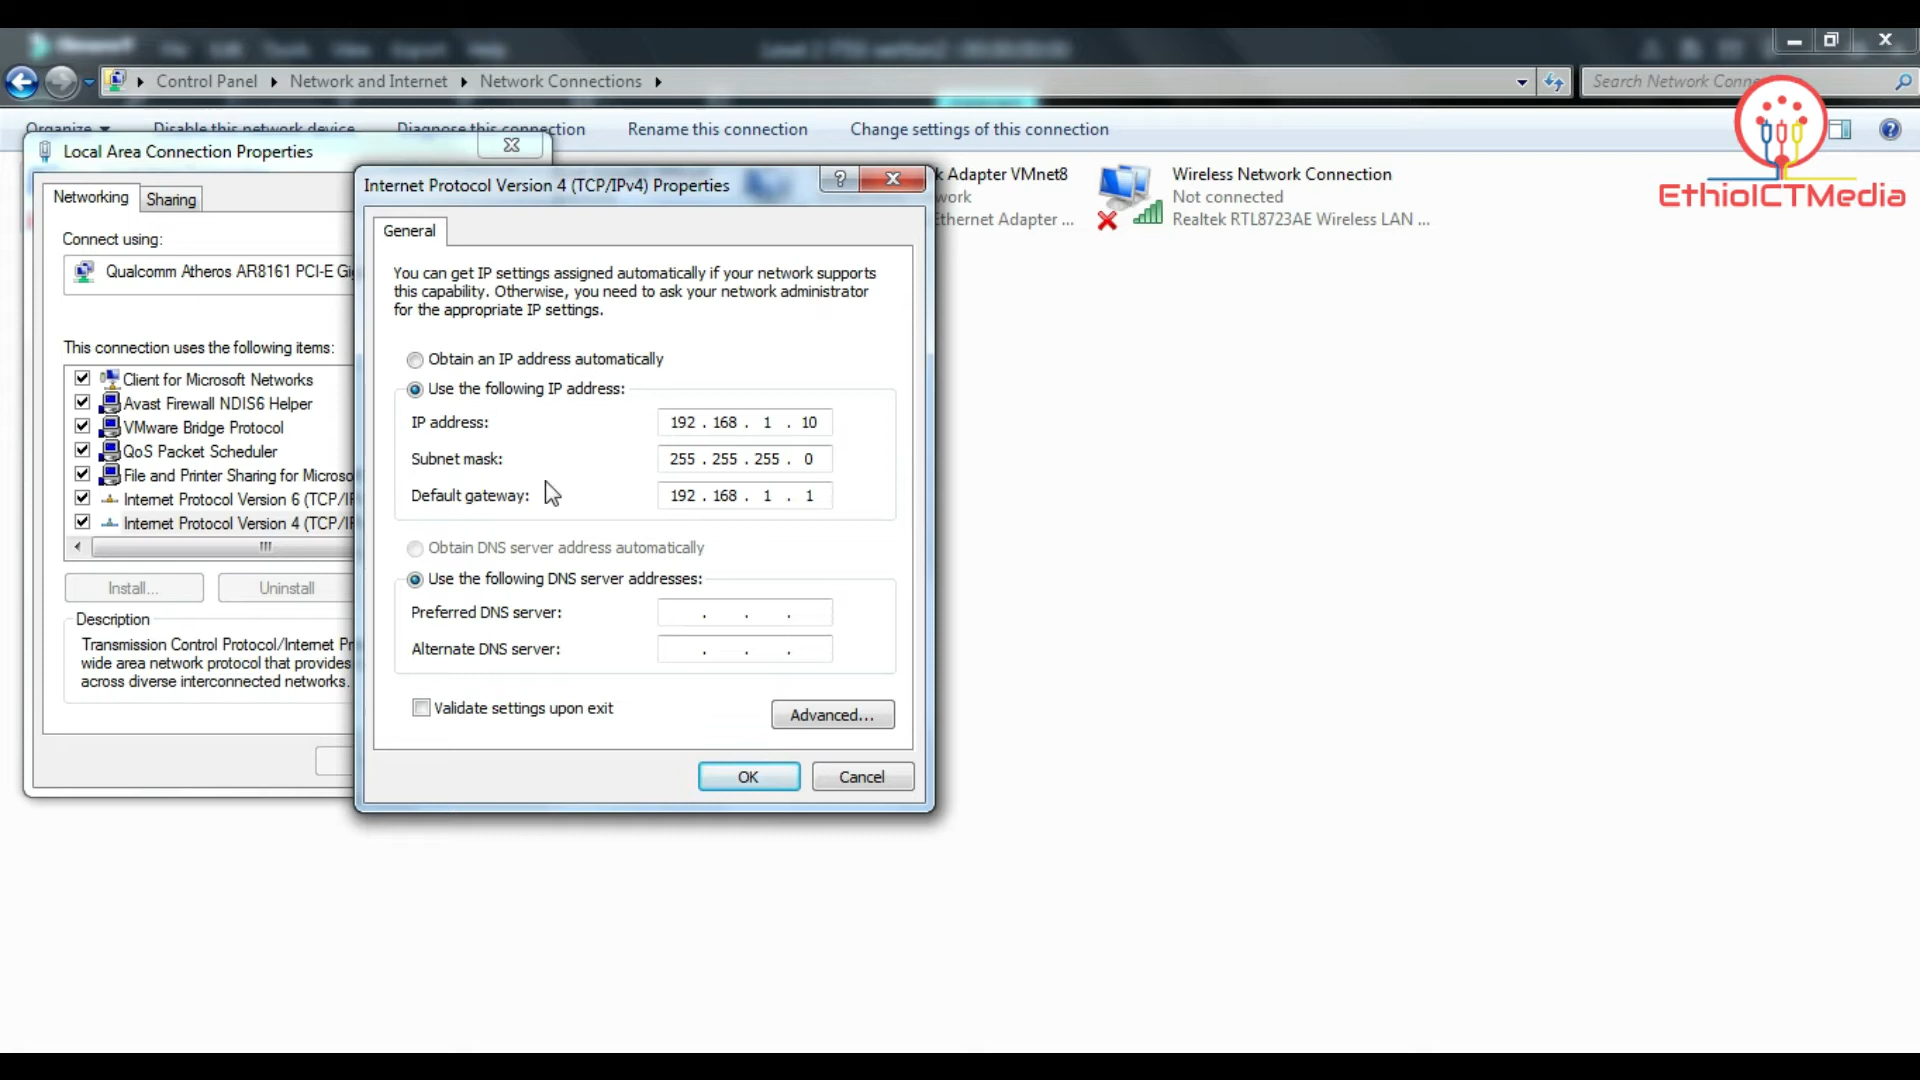 Control Panel
Network and Internet
Network Connections
Search Network Conne
Organize
Disable this network device
Diagnose this connection
Rename this connection
Change settings of this connection
EthioICTMedia
Local Area Connection Properties
Networking
Sharing
Connect using:
Qualcomm Atheros AR8161 PCI-E Gig
This connection uses the following items:
Client for Microsoft Networks
Avast Firewall NDIS6 Helper
VMware Bridge Protocol
QoS Packet Scheduler
File and Printer Sharing for Microso
Internet Protocol Version 6 (TCP/IP
Internet Protocol Version 4 (TCP/IP
Install...
Uninstall
Description
Transmission Control Protocol/Internet Pr
wide area network protocol that provides
across diverse interconnected networks.
Internet Protocol Version 4 (TCP/IPv4) Properties
General
You can get IP settings assigned automatically if your network supports
this capability. Otherwise, you need to ask your network administrator
for the appropriate IP settings.
Obtain an IP address automatically
Use the following IP address:
IP address: 192 . 168 . 1 . 10
Subnet mask: 255 . 255 . 255 . 0
Default gateway: 192 . 168 . 1 . 1
Obtain DNS server address automatically
Use the following DNS server addresses:
Preferred DNS server: . . .
Alternate DNS server: . . .
Validate settings upon exit
Advanced...
OK
Cancel
k Adapter VMnet8
work
Ethernet Adapter ...
Wireless Network Connection
Not connected
Realtek RTL8723AE Wireless LAN ...